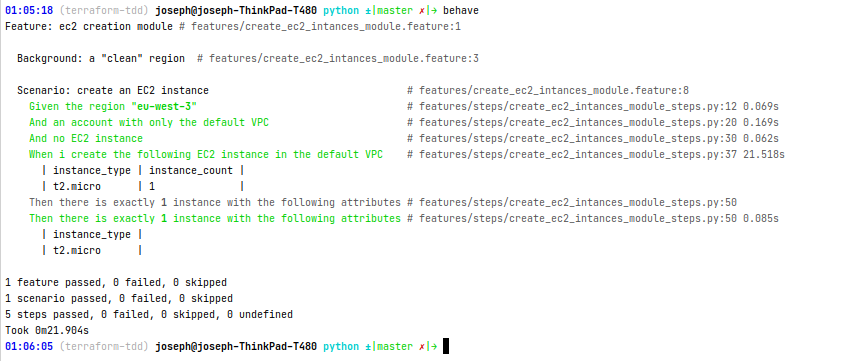 01:05:18 (terraform-tdd) joseph@joseph-ThinkPad-T480 python ±|master ✗|→ behave
Feature: ec2 creation module # features/create_ec2_intances_module.feature:1
Background: a "clean" region # features/create_ec2_intances_module.feature:3
Scenario: create an EC2 instance # features/create_ec2_intances_module.feature:8
Given the region "eu-west-3" # features/steps/create_ec2_intances_module_steps.py:12 0.069s
And an account with only the default VPC # features/steps/create_ec2_intances_module_steps.py:20 0.169s
And no EC2 instance # features/steps/create_ec2_intances_module_steps.py:30 0.062s
When i create the following EC2 instance in the default VPC # features/steps/create_ec2_intances_module_steps.py:37 21.518s
| instance_type | instance_count |
| t2.micro | 1 |
Then there is exactly 1 instance with the following attributes # features/steps/create_ec2_intances_module_steps.py:50
Then there is exactly 1 instance with the following attributes # features/steps/create_ec2_intances_module_steps.py:50 0.085s
| instance_type |
| t2.micro |
1 feature passed, 0 failed, 0 skipped
1 scenario passed, 0 failed, 0 skipped
5 steps passed, 0 failed, 0 skipped, 0 undefined
Took 0m21.904s
01:06:05 (terraform-tdd) joseph@joseph-ThinkPad-T480 python ±|master ✗|→